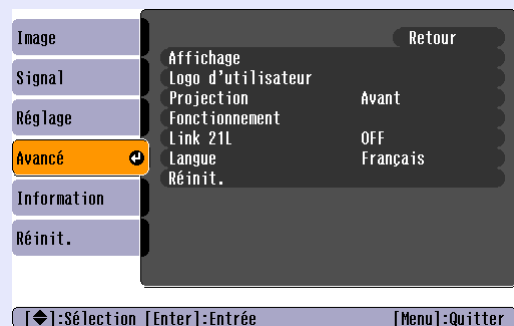 Image
Signal
Réglage
Avancé
Information
Réinit.
Retour
Affichage
Logo d'utilisateur
Projection Avant
Fonctionnement
Link 21L OFF
Langue Français
Réinit.
[◆]:Sélection [Enter]:Entrée [Menu]:Quitter